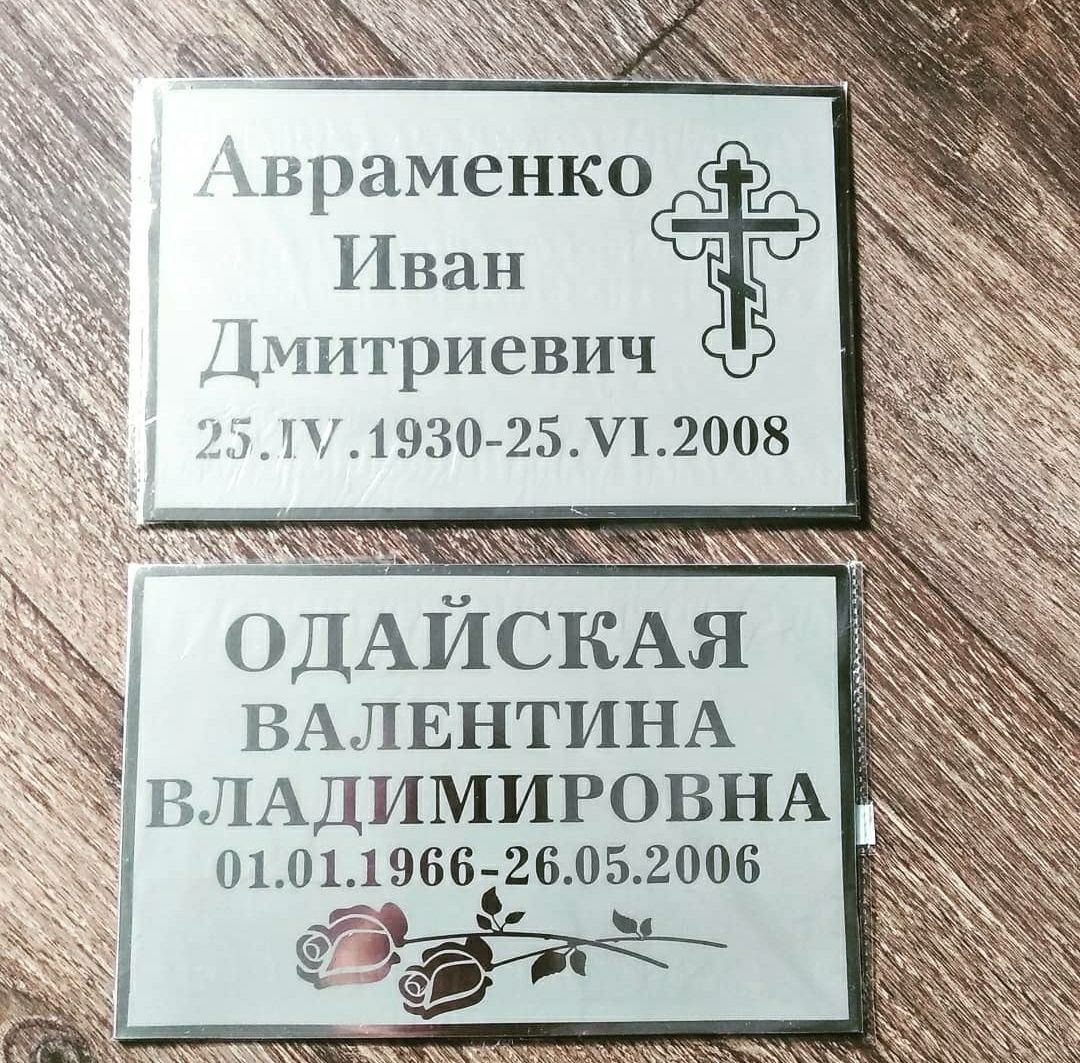 Авраменко
Иван
Дмитриевич
25.IV.1930-25.VI.2008
ОДАЙСКАЯ
ВАЛЕНТИНА
ВЛАДИМИРОВНА
01.01.1966-26.05.2006